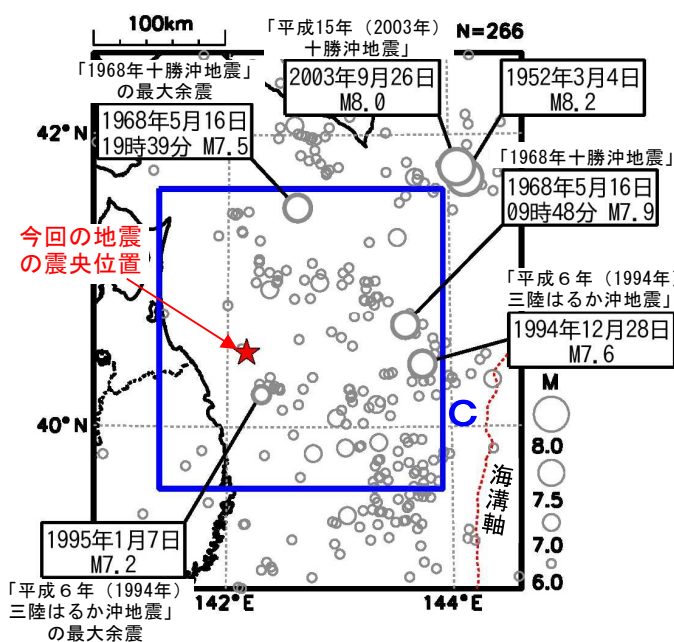 100km
「平成15年（2003年）
十勝沖地震」
N=266
「1968年十勝沖地震」
の最大余震
2003年9月26日
M8.0
1952年3月4日
M8.2
1968年5月16日
19時39分 M7.5
42°N
「1968年十勝沖地震」
1968年5月16日
09時48分 M7.9
今回の地震
の震央位置
「平成６年（1994年）
三陸はるか沖地震」
1994年12月28日
M7.6
M
C
40°N
8.0
7.5
7.0
6.0
海溝軸
1995年1月7日
M7.2
142°E
144°E
「平成６年（1994年）
三陸はるか沖地震」
の最大余震